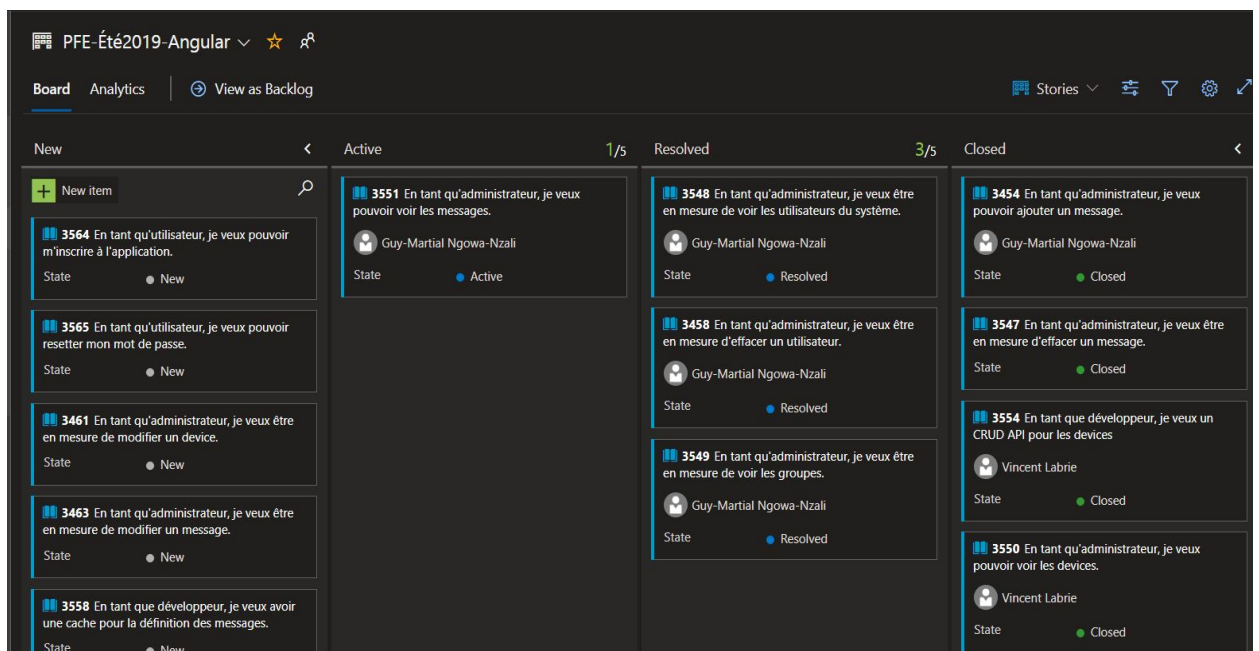 PFE-Été2019-Angular
Board Analytics View as Backlog Stories
New
New item
3564 En tant qu'utilisateur, je veux pouvoir
m'inscrire à l'application.
State New
3565 En tant qu'utilisateur, je veux pouvoir
resetter mon mot de passe.
State New
3461 En tant qu'administrateur, je veux être
en mesure de modifier un device.
State New
3463 En tant qu'administrateur, je veux être
en mesure de modifier un message.
State New
3558 En tant que développeur, je veux avoir
une cache pour la définition des messages.
State New
Active 1/5
3551 En tant qu'administrateur, je veux
pouvoir voir les messages.
Guy-Martial Ngowa-Nzali
State Active
Resolved 3/5
3548 En tant qu'administrateur, je veux être
en mesure de voir les utilisateurs du système.
Guy-Martial Ngowa-Nzali
State Resolved
3458 En tant qu'administrateur, je veux être
en mesure d'effacer un utilisateur.
Guy-Martial Ngowa-Nzali
State Resolved
3549 En tant qu'administrateur, je veux être
en mesure de voir les groupes.
Guy-Martial Ngowa-Nzali
State Resolved
Closed
3454 En tant qu'administrateur, je veux
pouvoir ajouter un message.
Guy-Martial Ngowa-Nzali
State Closed
3547 En tant qu'administrateur, je veux être
en mesure d'effacer un message.
State Closed
3554 En tant que développeur, je veux un
CRUD API pour les devices
Vincent Labrie
State Closed
3550 En tant qu'administrateur, je veux
pouvoir voir les devices.
Vincent Labrie
State Closed